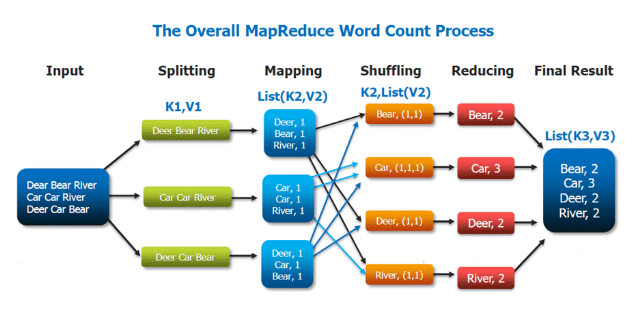 The Overall MapReduce Word Count Process
Input
Splitting
Mapping
Shuffling
Reducing
Final Result
K1,V1
List(K2,V2)
K2,List(V2)
List(K3,V3)
Dear Bear River
Car Car River
Deer Car Bear
Deer Bear River
Car Car River
Deer Car Bear
Deer, 1
Bear, 1
River, 1
Car, 1
Car, 1
River, 1
Deer, 1
Car, 1
Bear, 1
Bear, (1,1)
Car, (1,1,1)
Deer, (1,1)
River, (1,1)
Bear, 2
Car, 3
Deer, 2
River, 2
Bear, 2
Car, 3
Deer, 2
River, 2